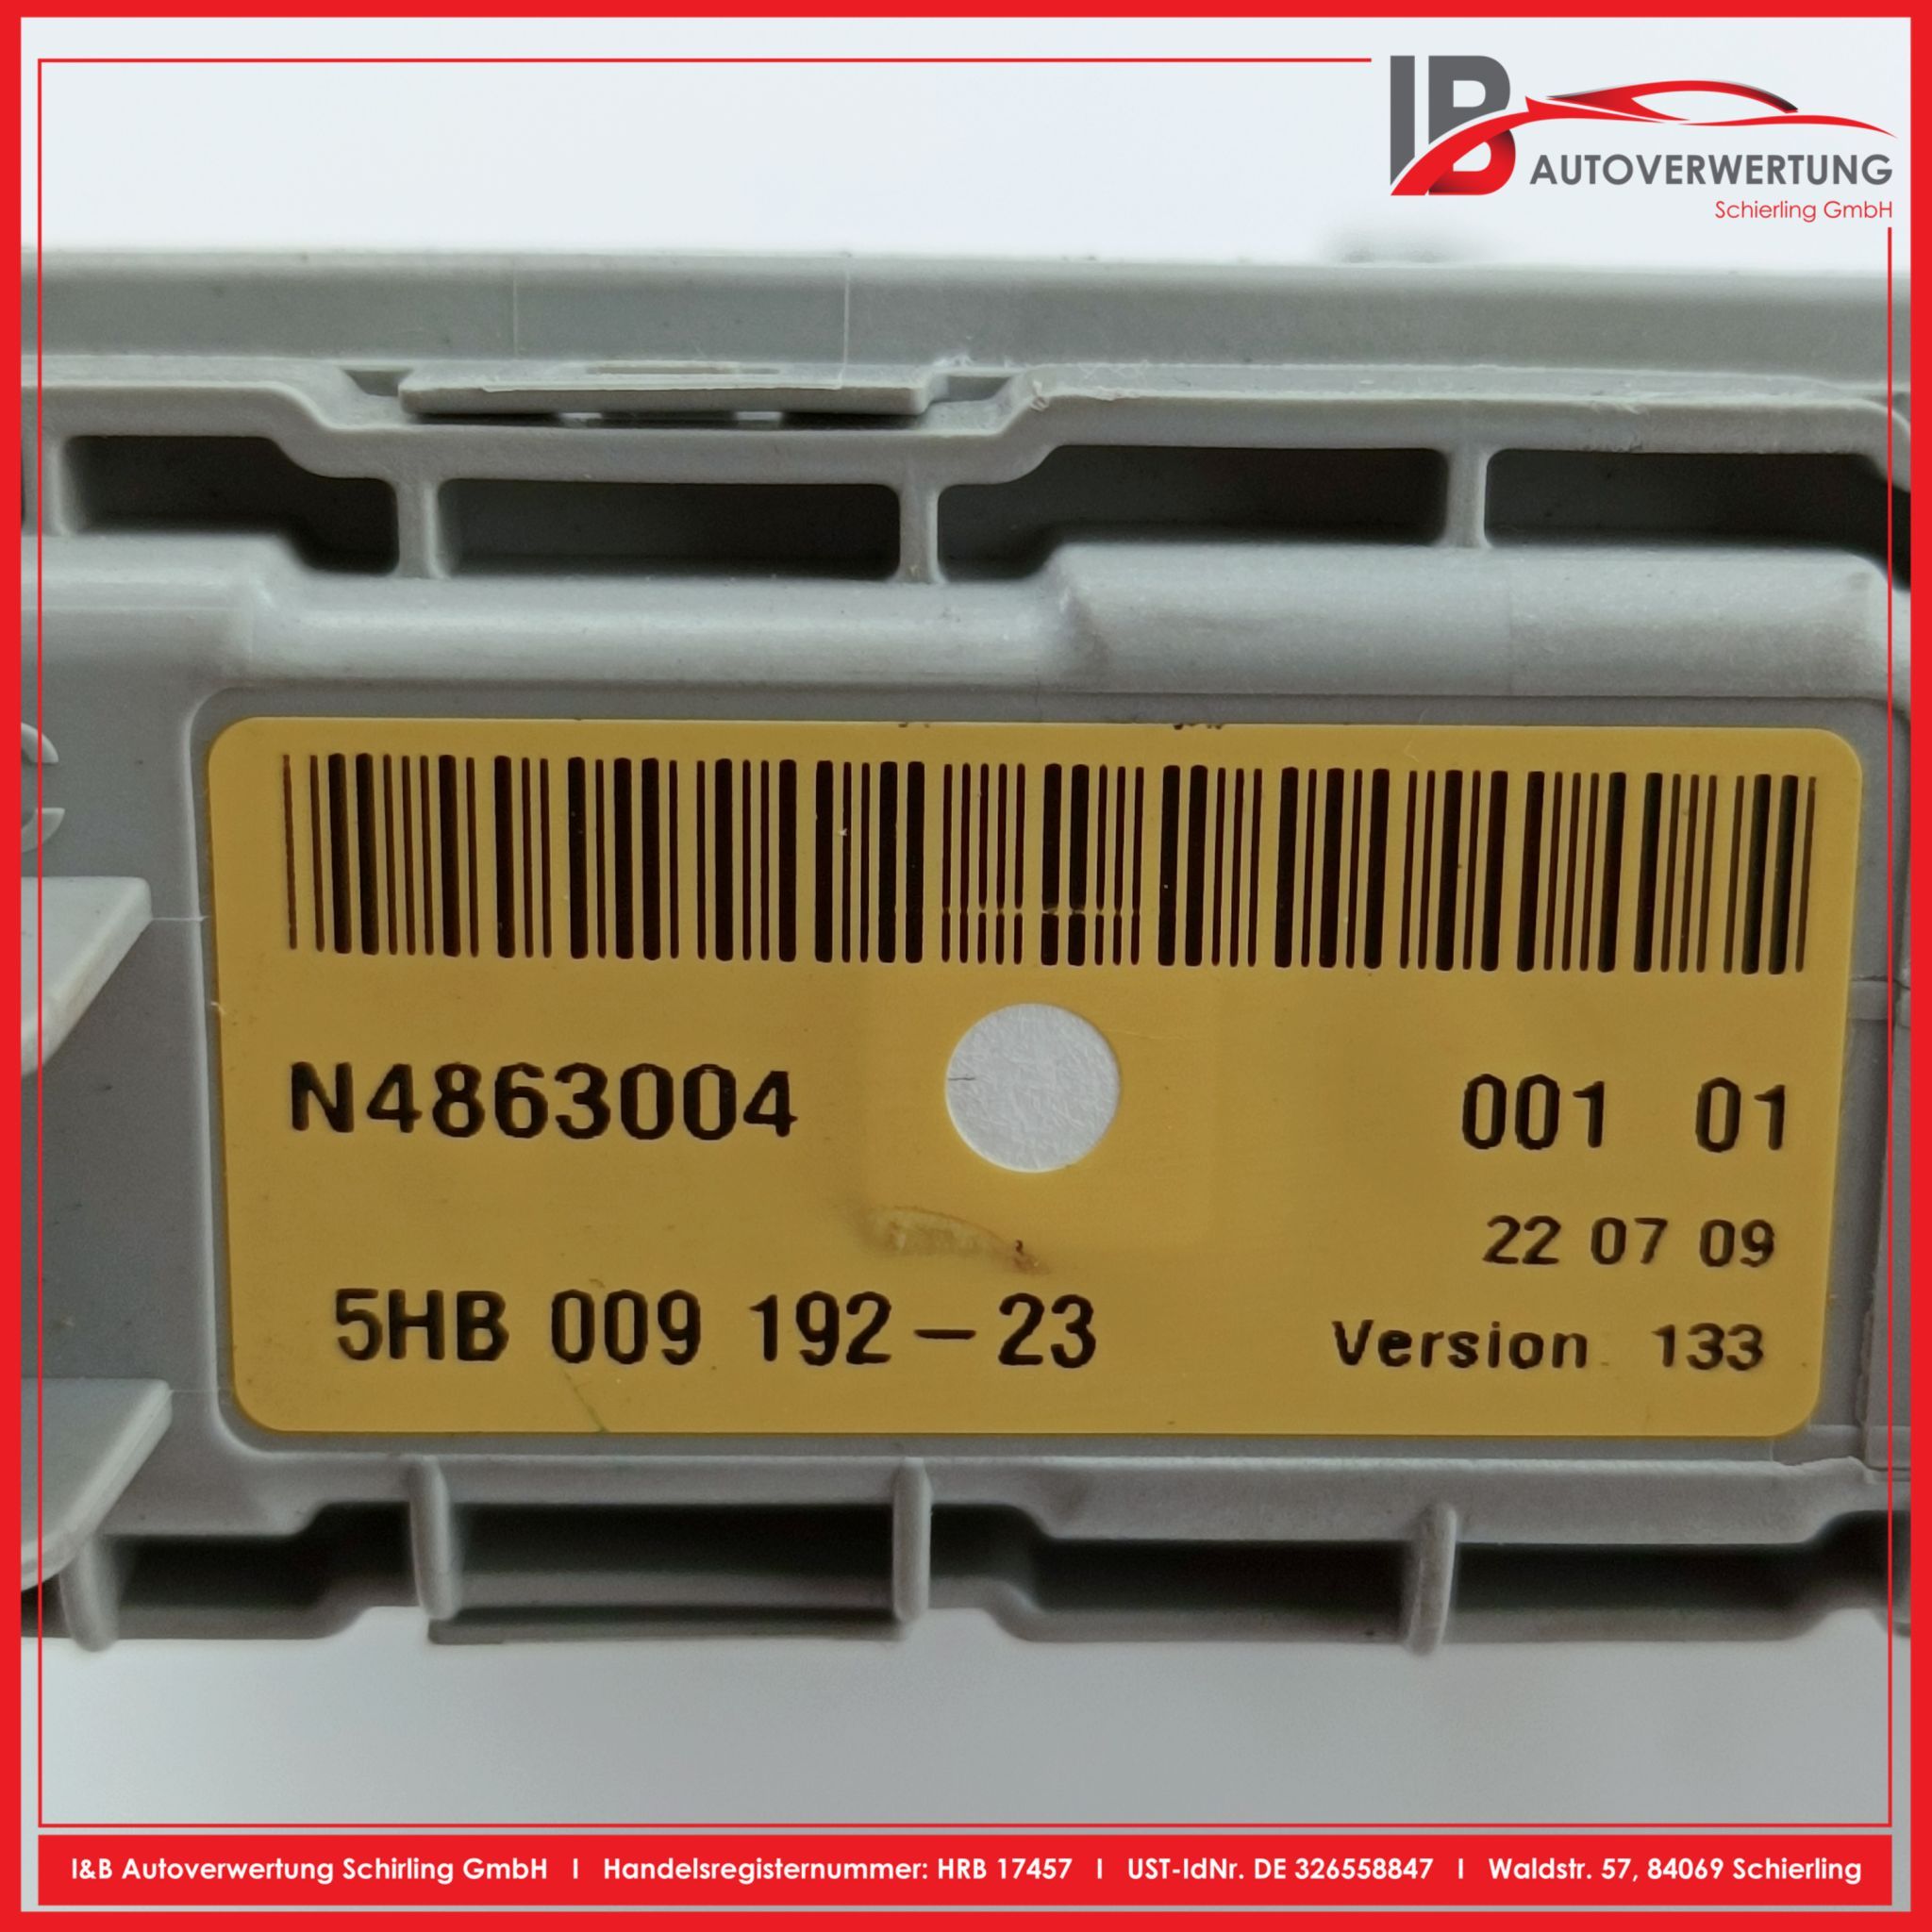 IB
AUTOVERWERTUNG
Schierling GmbH
N4863004
001 01
22 07 09
5HB 009 192-23
Version 133
I&B Autoverwertung Schirling GmbH I Handelsregisternummer: HRB 17457 I UST-IdNr. DE 326558847 I Waldstr. 57, 84069 Schierling